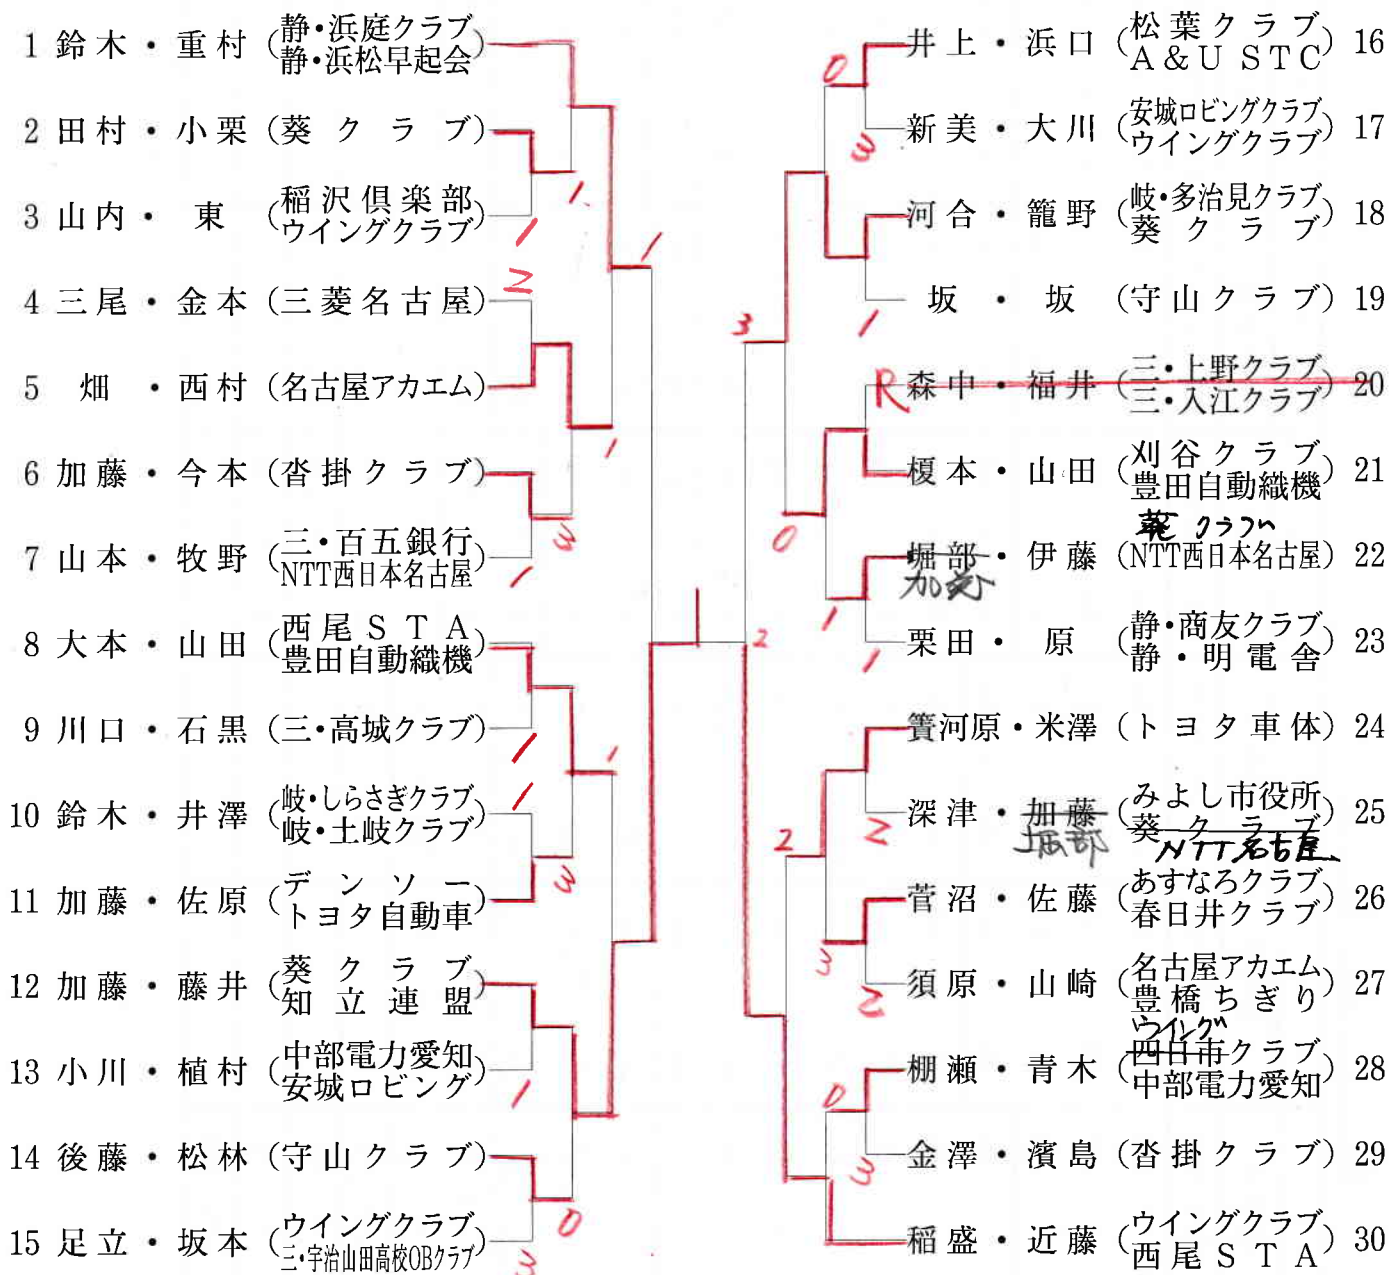 1 鈴木・重村 (静・浜庭クラブ
静・浜松早起会)
1
2 田村・小栗 (葵クラブ)
1
3 山内・東 (稲沢倶楽部
ウイングクラブ)
1
2
4 三尾・金本 (三菱名古屋)
5 畑・西村 (名古屋アカエム)
1
6 加藤・今本 (沓掛クラブ)
3
7 山本・牧野 (三・百五銀行
NTT西日本名古屋)
1
8 大本・山田 (西尾STA
豊田自動織機)
9 川口・石黒 (三・高城クラブ)
1
1
10 鈴木・井澤 (岐・しらさぎクラブ
岐・土岐クラブ)
1
3
11 加藤・佐原 (デンソー
トヨタ自動車)
12 加藤・藤井 (葵クラブ
知立連盟)
13 小川・植村 (中部電力愛知
安城ロビング)
1
14 後藤・松林 (守山クラブ)
0
15 足立・坂本 (ウイングクラブ
三・宇治山田高校OBクラブ)
3
井上・浜口 (松葉クラブ
A&U STC) 16
0
新美・大川 (安城ロビングクラブ
ウイングクラブ) 17
3
河合・籠野 (岐・多治見クラブ
葵クラブ) 18
坂・坂 (守山クラブ) 19
1
3
R
森中・福井 (三・上野クラブ
三・入江クラブ) 20
榎本・山田 (刈谷クラブ
豊田自動織機) 21
0
葵クラブ
堀部・伊藤 (NTT西日本名古屋) 22
加藤
1
栗田・原 (静・商友クラブ
静・明電舎) 23
1
2
簀河原・米澤 (トヨタ車体) 24
深津・加藤 (みよし市役所
葵クラブ) 25
堀部
NTT名古屋
2
2
菅沼・佐藤 (あすなろクラブ
春日井クラブ) 26
3
須原・山崎 (名古屋アカエム
豊橋ちぎり) 27
2
ウイング
棚瀬・青木 (四日市クラブ
中部電力愛知) 28
0
金澤・濱島 (沓掛クラブ) 29
3
稲盛・近藤 (ウイングクラブ
西尾STA) 30